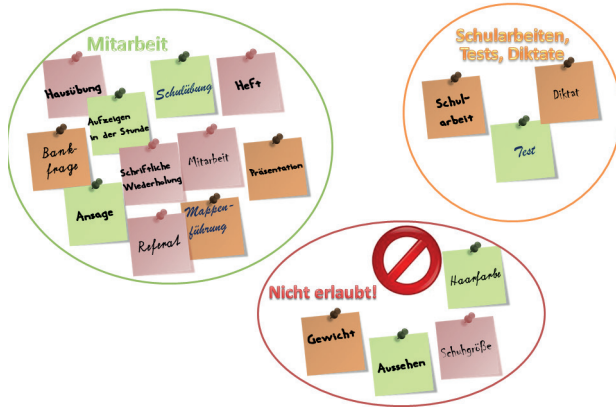 Mitarbeit
Hausübung
Aufzeigen
in der Stunde
Schulübung
Heft
Bank-
frage
Schriftliche
Wiederholung
Mitarbeit
Präsentation
Ansage
Referat
Mappen-
führung
Schularbeiten,
Tests, Diktate
Schul-
arbeit
Diktat
Test
Nicht erlaubt!
Haarfarbe
Gewicht
Aussehen
Schuhgröße